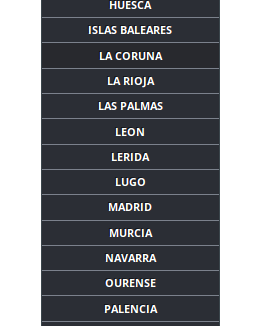 HUESCA
ISLAS BALEARES
LA CORUNA
LA RIOJA
LAS PALMAS
LEON
LERIDA
LUGO
MADRID
MURCIA
NAVARRA
OURENSE
PALENCIA